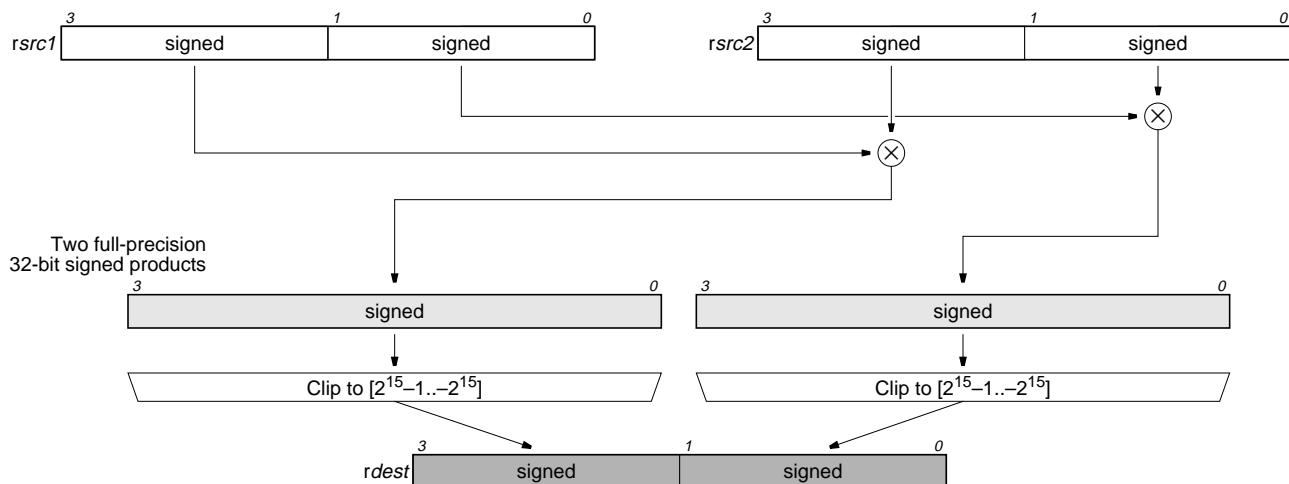 3 1 0 3 1 0
rsrc1 signed signed rsrc2 signed signed
Two full-precision
32-bit signed products
3 0 3 0
signed signed
Clip to [2¹⁵–1..–2¹⁵] Clip to [2¹⁵–1..–2¹⁵]
3 1 0
rdest signed signed